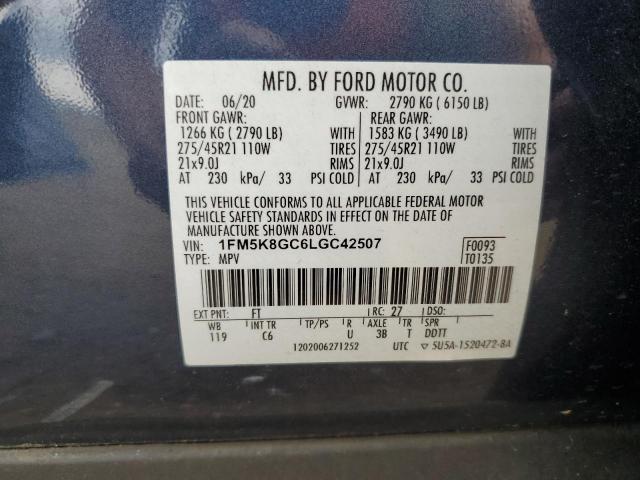 MFD. BY FORD MOTOR CO.
DATE: 06/20 GVWR: 2790 KG ( 6150 LB)
FRONT GAWR: REAR GAWR:
1266 KG ( 2790 LB) WITH 1583 KG ( 3490 LB) WITH
275/45R21 110W TIRES 275/45R21 110W TIRES
21x9.0J RIMS 21x9.0J RIMS
AT 230 kPa/ 33 PSI COLD AT 230 kPa/ 33 PSI COLD
THIS VEHICLE CONFORMS TO ALL APPLICABLE FEDERAL MOTOR
VEHICLE SAFETY STANDARDS IN EFFECT ON THE DATE OF
MANUFACTURE SHOWN ABOVE.
VIN: 1FM5K8GC6LGC42507 F0093
TYPE: MPV T0135
EXT PNT: FT RC: 27 DSO:
WB INT TR TP/PS R AXLE TR SPR
119 C6 U 3B T DDTT
1202006271252 UTC ▽ 5U5A-1520472-8A